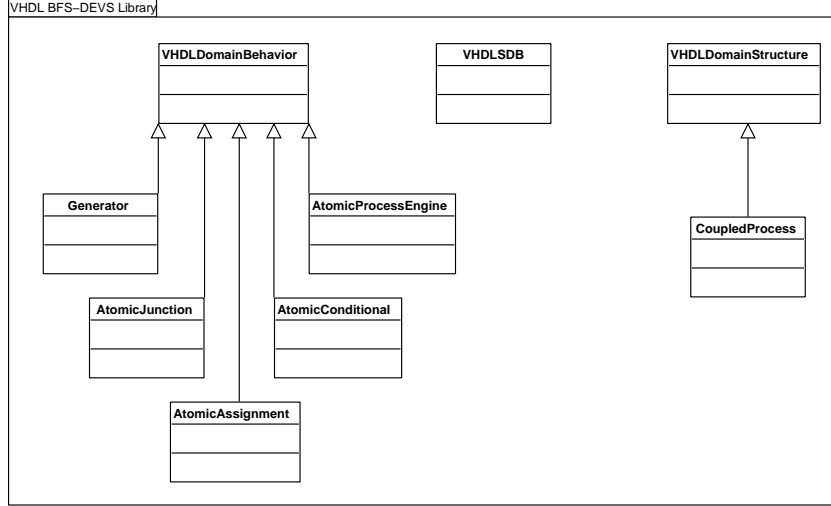 VHDL BFS−DEVS Library
VHDLDomainBehavior
VHDLSDB
VHDLDomainStructure
Generator
AtomicProcessEngine
CoupledProcess
AtomicJunction
AtomicConditional
AtomicAssignment